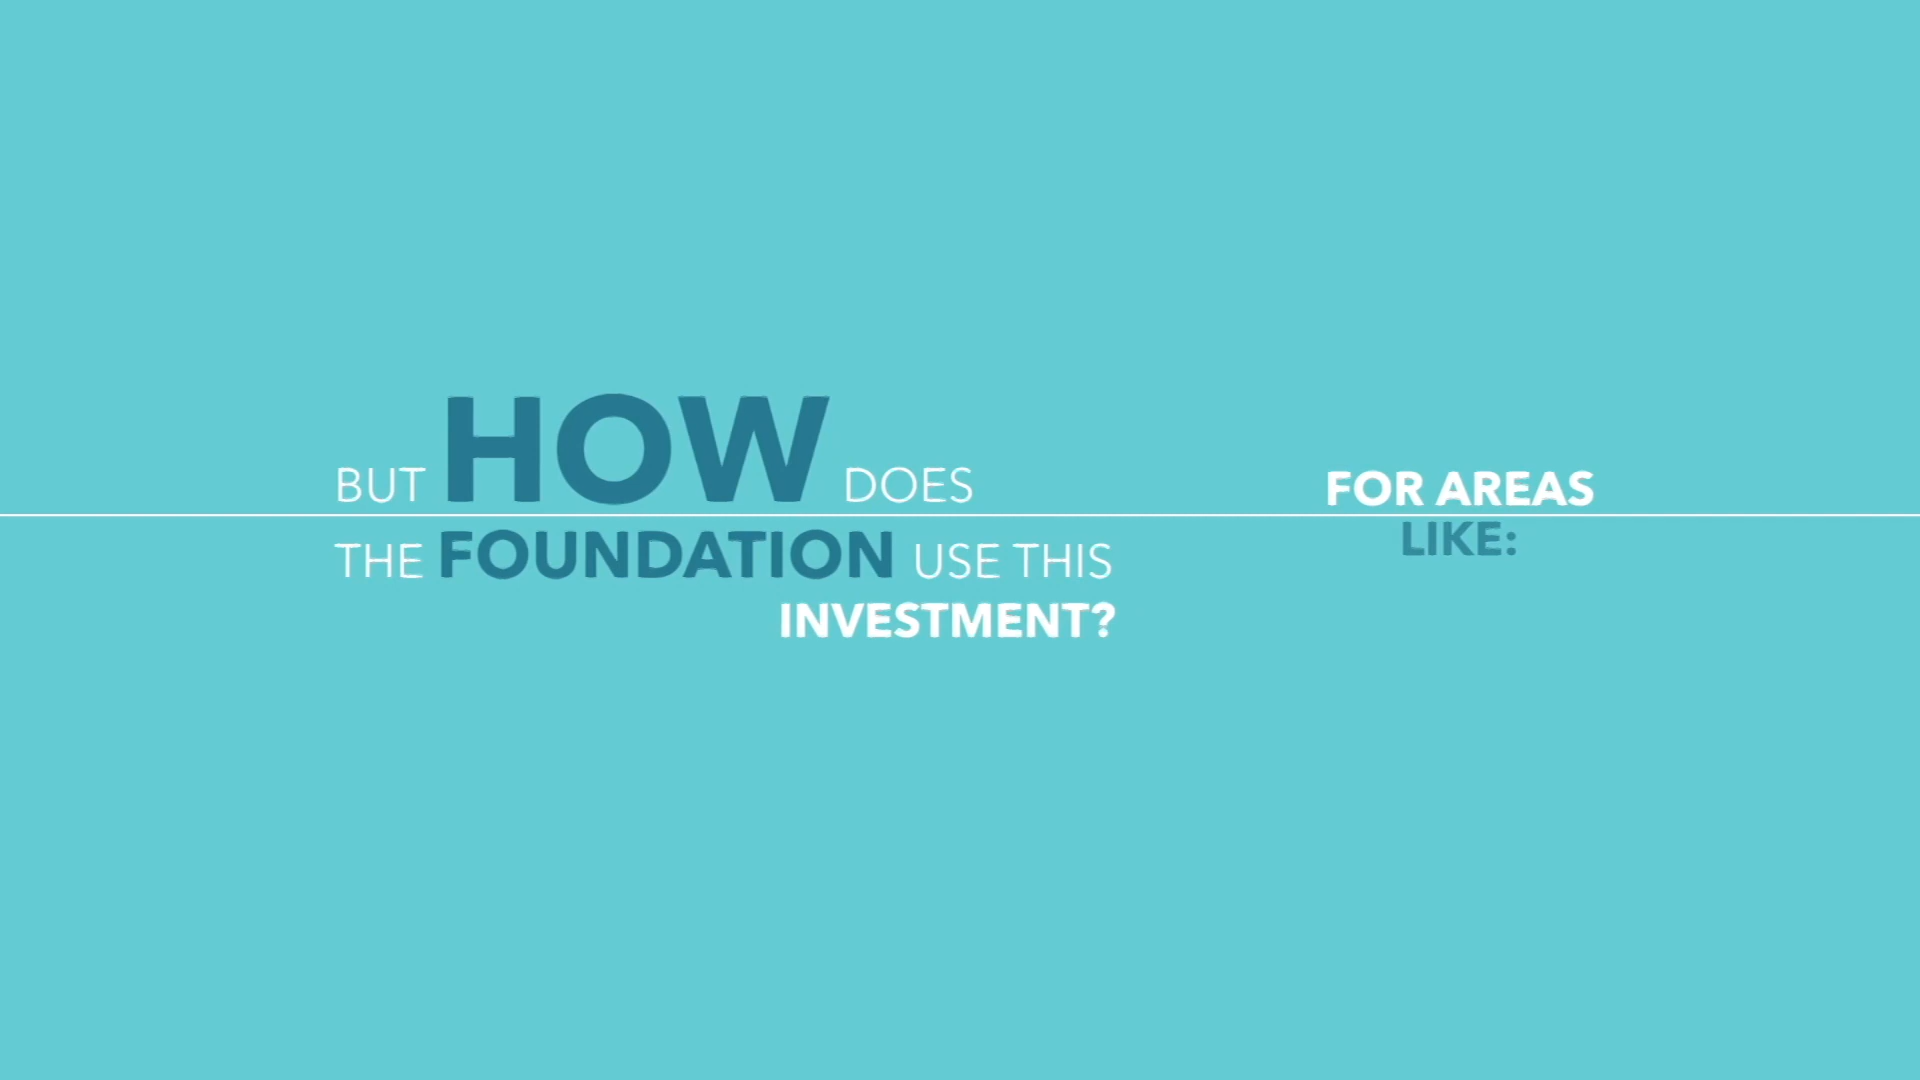 BUT HOW DOES
THE FOUNDATION USE THIS
INVESTMENT?
FOR AREAS
LIKE: